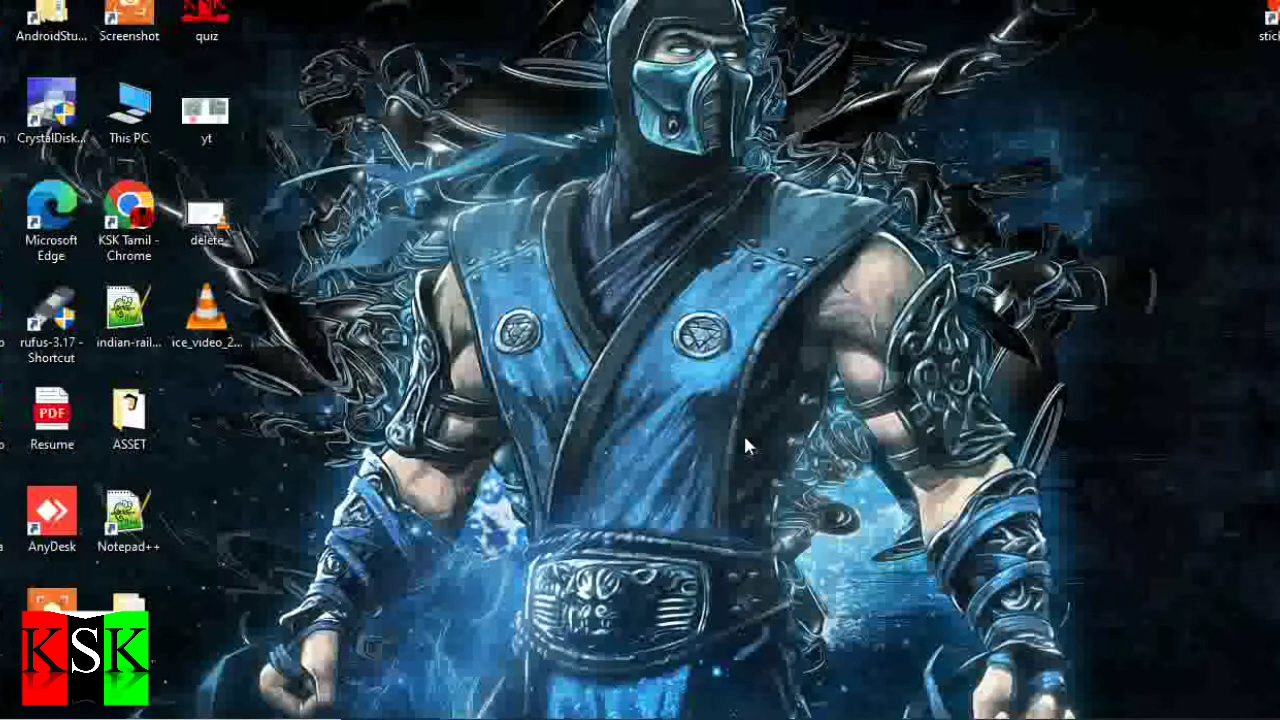 AndroidStu...
Screenshot
quiz
stic
CrystalDisk...
This PC
yt
Microsoft
Edge
KSK Tamil -
Chrome
delete
rufus-3.17 -
Shortcut
indian-rail...
ice_video_2...
PDF
Resume
ASSET
AnyDesk
Notepad++
KSK